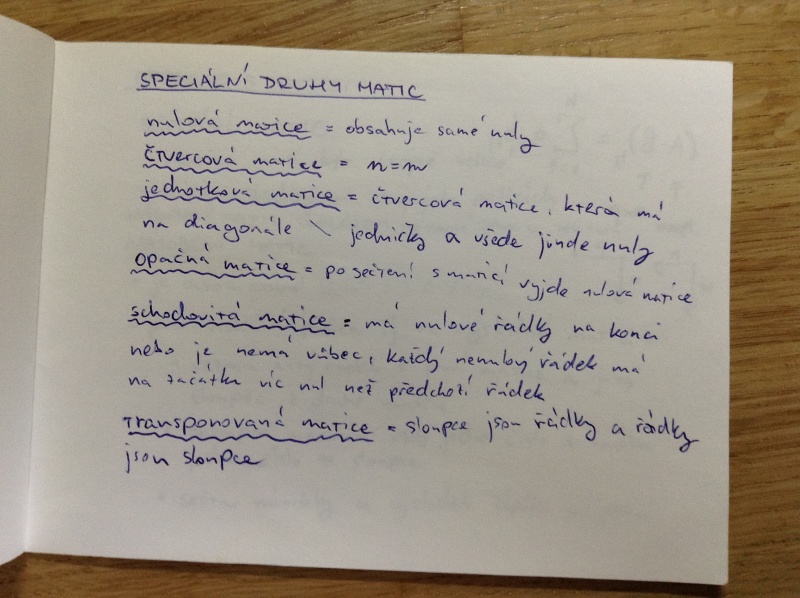 SPECIÁLNÍ DRUHY MATIC
nulová matice = obsahuje samé nuly
čtvercová matice = n=m
jednotková matice = čtvercová matice, která má
na diagonále \ jedničky a všede jinde nuly
opačná matice = po sečtení s maticí vyjde nulová matice
schodovitá matice = má nulové řádky na konci
nebo je nemá vůbec, každý nenulový řádek má
na začátku víc nul než předchozí řádek
transponovaná matice = sloupce jsou řádky a řádky
jsou sloupce